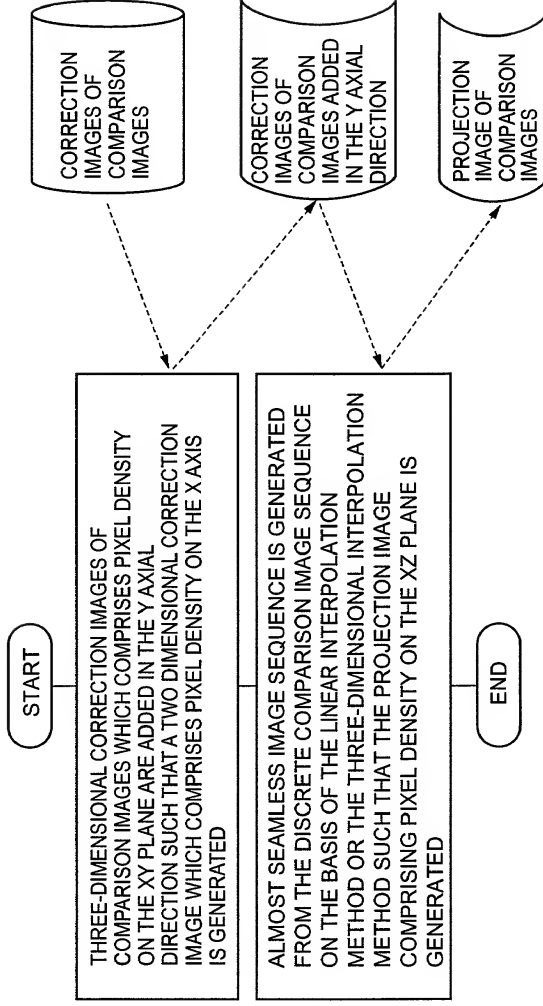 START
THREE-DIMENSIONAL CORRECTION IMAGES OF
COMPARISON IMAGES WHICH COMPRISES PIXEL DENSITY
ON THE XY PLANE ARE ADDED IN THE Y AXIAL
DIRECTION SUCH THAT A TWO DIMENSIONAL CORRECTION
IMAGE WHICH COMPRISES PIXEL DENSITY ON THE X AXIS
IS GENERATED
ALMOST SEAMLESS IMAGE SEQUENCE IS GENERATED
FROM THE DISCRETE COMPARISON IMAGE SEQUENCE
ON THE BASIS OF THE LINEAR INTERPOLATION
METHOD OR THE THREE-DIMENSIONAL INTERPOLATION
METHOD SUCH THAT THE PROJECTION IMAGE
COMPRISING PIXEL DENSITY ON THE XZ PLANE IS
GENERATED
END
CORRECTION
IMAGES OF
COMPARISON
IMAGES
CORRECTION
IMAGES OF
COMPARISON
IMAGES ADDED
IN THE Y AXIAL
DIRECTION
PROJECTION
IMAGE OF
COMPARISON
IMAGES